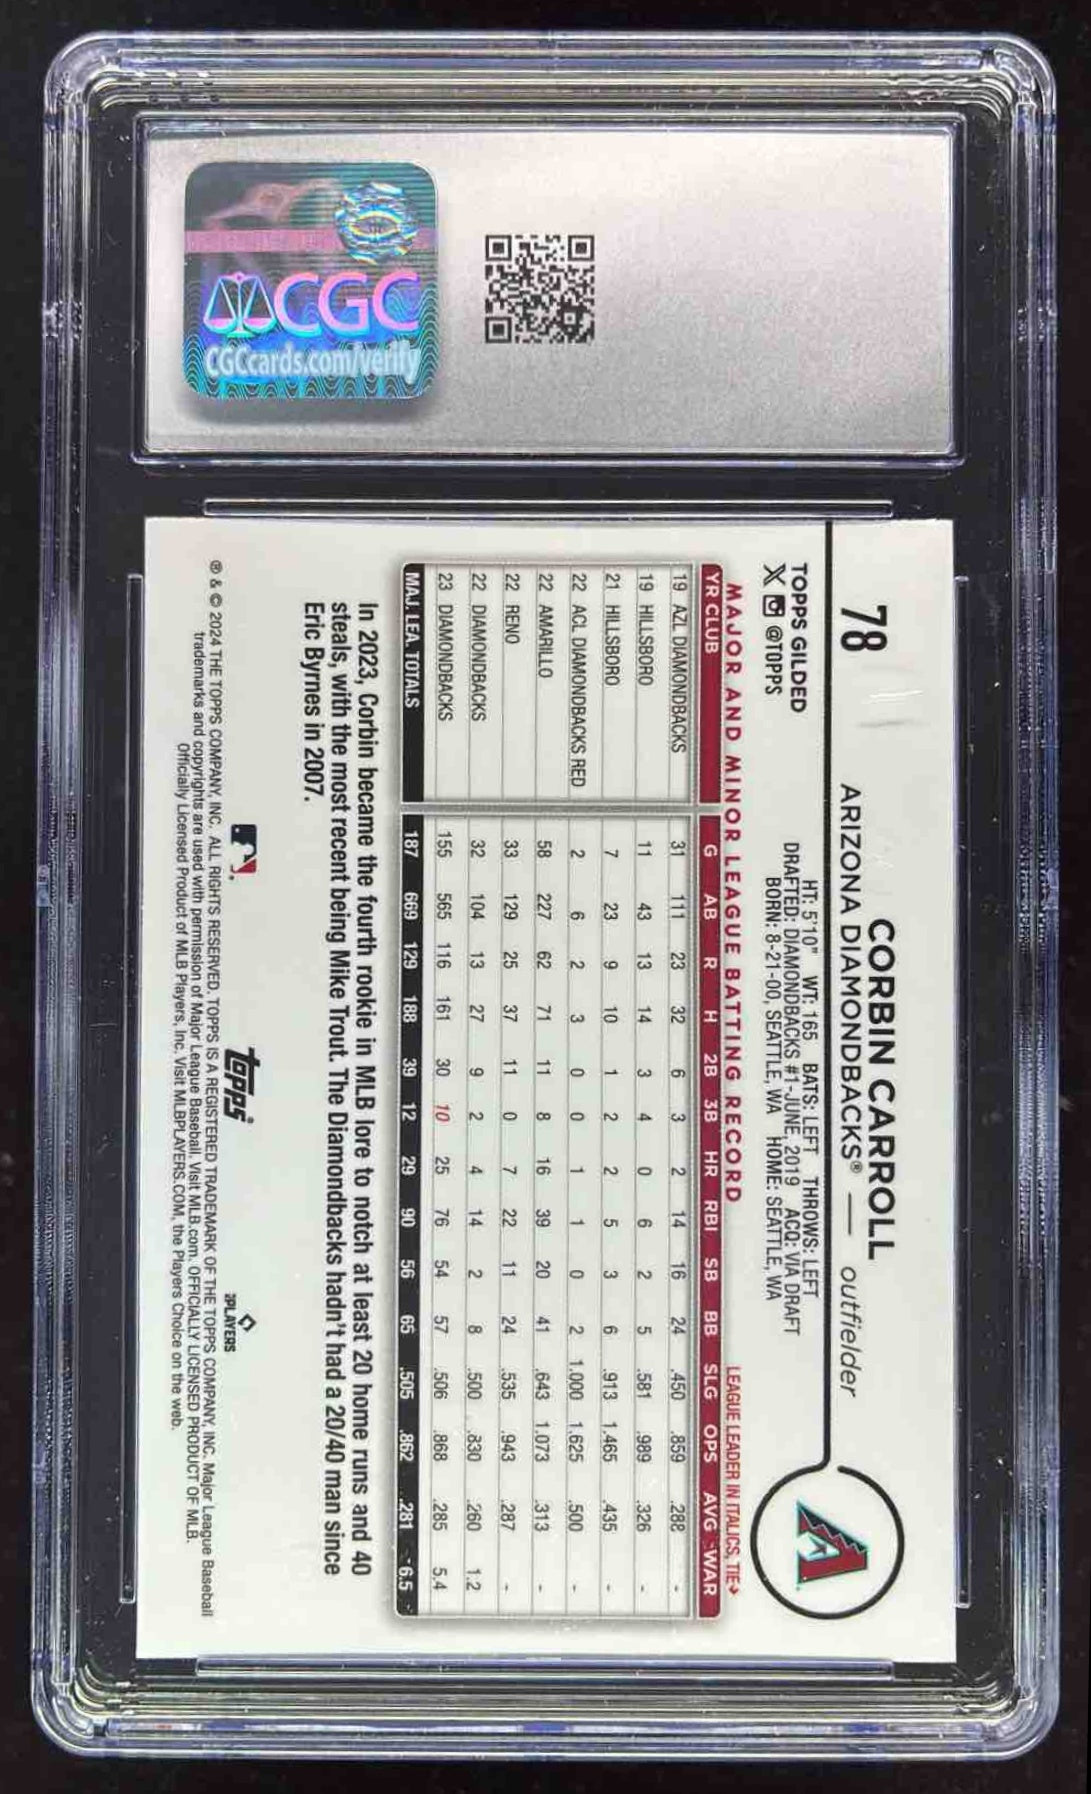 CGC
CGCcards.com/verify
78
CORBIN CARROLL
ARIZONA DIAMONDBACKS® — outfielder
TOPPS GILDED
X @TOPPS
HT: 5'10" WT: 165 BATS: LEFT THROWS: LEFT
DRAFTED: DIAMONDBACKS #1-JUNE, 2019 ACQ: VIA DRAFT
BORN: 8-21-00, SEATTLE, WA HOME: SEATTLE, WA
MAJOR AND MINOR LEAGUE BATTING RECORD LEAGUE LEADER IN ITALICS, TIE✦
YR CLUB G AB R H 2B 3B HR RBI SB BB SLG OPS AVG WAR
19 AZL DIAMONDBACKS 31 111 23 32 6 3 2 14 16 24 .450 .859 .288 -
19 HILLSBORO 11 43 13 14 3 4 0 6 2 5 .581 .989 .326 -
21 HILLSBORO 7 23 9 10 1 2 2 5 3 6 .913 1.465 .435 -
22 ACL DIAMONDBACKS RED 2 6 2 3 0 0 1 1 0 2 1.000 1.625 .500 -
22 AMARILLO 58 227 62 71 11 8 16 39 20 41 .643 1.073 .313 -
22 RENO 33 129 25 37 11 0 7 22 11 24 .535 .943 .287 -
22 DIAMONDBACKS 32 104 13 27 9 2 4 14 2 8 .500 .830 .260 1.2
23 DIAMONDBACKS 155 565 116 161 30 10 25 76 54 57 .506 .868 .285 5.4
MAJ. LEA. TOTALS 187 669 129 188 39 12 29 90 56 65 .505 .862 .281 6.5
In 2023, Corbin became the fourth rookie in MLB lore to notch at least 20 home runs and 40
steals, with the most recent being Mike Trout. The Diamondbacks hadn't had a 20/40 man since
Eric Byrnes in 2007.
topps
PLAYERS
® & © 2024 THE TOPPS COMPANY, INC. ALL RIGHTS RESERVED. TOPPS IS A REGISTERED TRADEMARK OF THE TOPPS COMPANY, INC. Major League Baseball
trademarks and copyrights are used with permission of Major League Baseball. Visit MLB.com. OFFICIALLY LICENSED PRODUCT OF MLB
Officially Licensed Product of MLB Players, Inc. Visit MLBPLAYERS.COM, the Players Choice on the web.